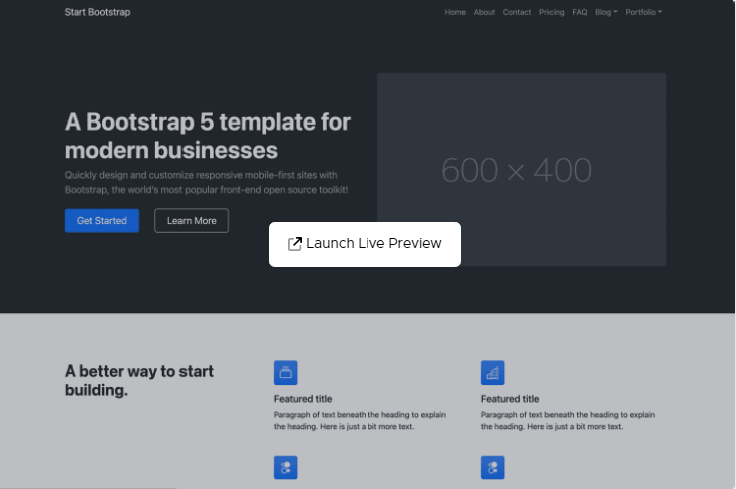 Start Bootstrap
Home About Contact Pricing FAQ Blog Portfolio
A Bootstrap 5 template for
modern businesses
Quickly design and customize responsive mobile-first sites with
Bootstrap, the world's most popular front-end open source toolkit!
Get Started Learn More
600 × 400
Launch Live Preview
A better way to start
building.
Featured title
Paragraph of text beneath the heading to explain
the heading. Here is just a bit more text.
Featured title
Paragraph of text beneath the heading to explain
the heading. Here is just a bit more text.